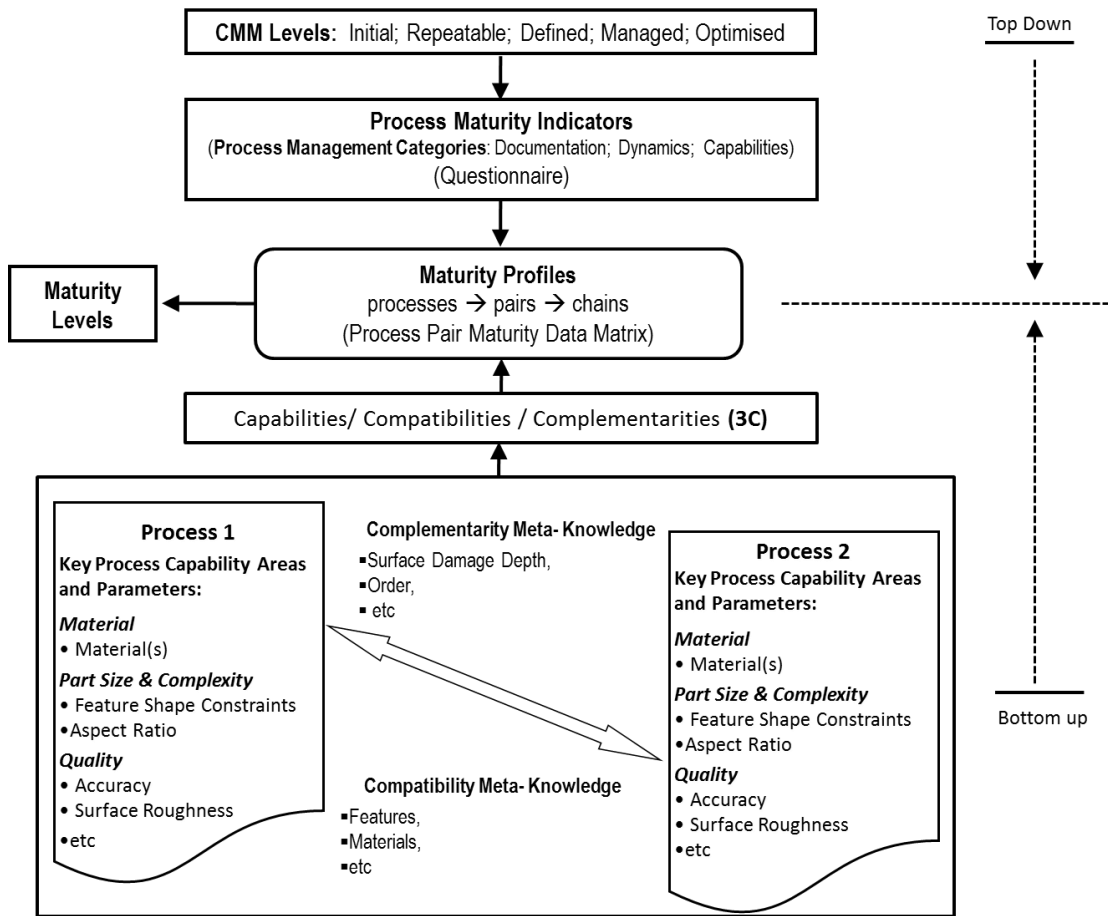 CMM Levels: Initial; Repeatable; Defined; Managed; Optimised
Top Down
Process Maturity Indicators
(Process Management Categories: Documentation; Dynamics; Capabilities)
(Questionnaire)
Maturity Levels
Maturity Profiles
processes → pairs → chains
(Process Pair Maturity Data Matrix)
Capabilities/ Compatibilities / Complementarities (3C)
Bottom up
Process 1
Key Process Capability Areas
and Parameters:
Material
• Material(s)
Part Size & Complexity
• Feature Shape Constraints
•Aspect Ratio
Quality
• Accuracy
• Surface Roughness
•etc
Complementarity Meta- Knowledge
▪Surface Damage Depth,
▪Order,
▪ etc
Compatibility Meta- Knowledge
▪Features,
▪Materials,
▪etc
Process 2
Key Process Capability Areas
and Parameters:
Material
• Material(s)
Part Size & Complexity
• Feature Shape Constraints
•Aspect Ratio
Quality
• Accuracy
• Surface Roughness
•etc